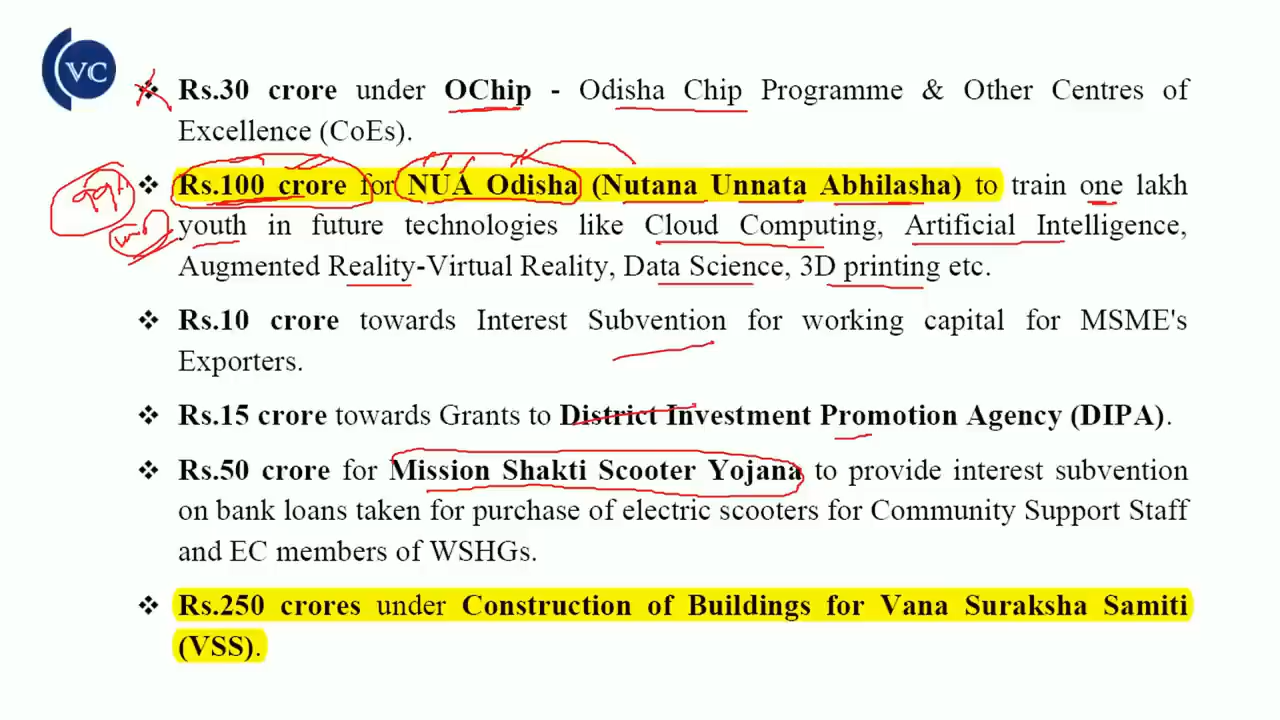 VC
❖ Rs.30 crore under OChip - Odisha Chip Programme & Other Centres of
Excellence (CoEs).
❖ Rs.100 crore for NUA Odisha (Nutana Unnata Abhilasha) to train one lakh
youth in future technologies like Cloud Computing, Artificial Intelligence,
Augmented Reality-Virtual Reality, Data Science, 3D printing etc.
❖ Rs.10 crore towards Interest Subvention for working capital for MSME's
Exporters.
❖ Rs.15 crore towards Grants to District Investment Promotion Agency (DIPA).
❖ Rs.50 crore for Mission Shakti Scooter Yojana to provide interest subvention
on bank loans taken for purchase of electric scooters for Community Support Staff
and EC members of WSHGs.
❖ Rs.250 crores under Construction of Buildings for Vana Suraksha Samiti
(VSS).